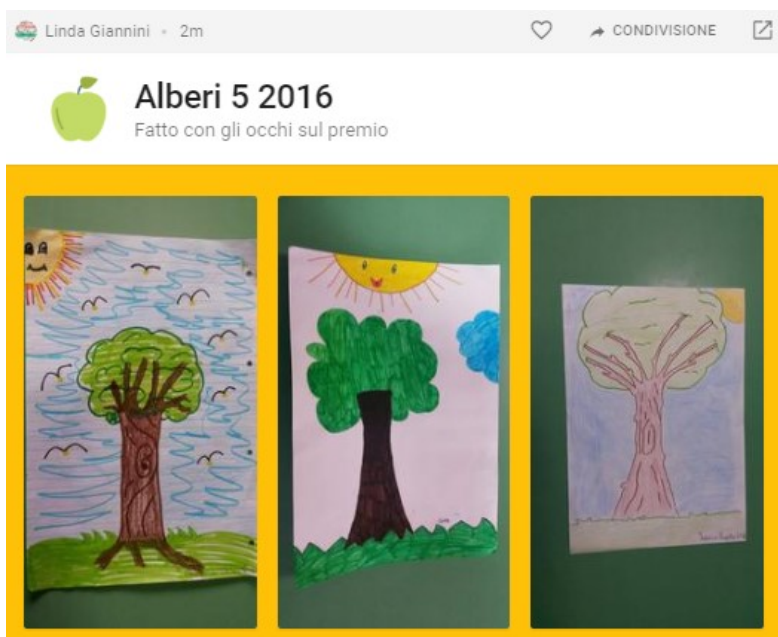 Linda Giannini • 2m
CONDIVISIONE
Alberi 5 2016
Fatto con gli occhi sul premio